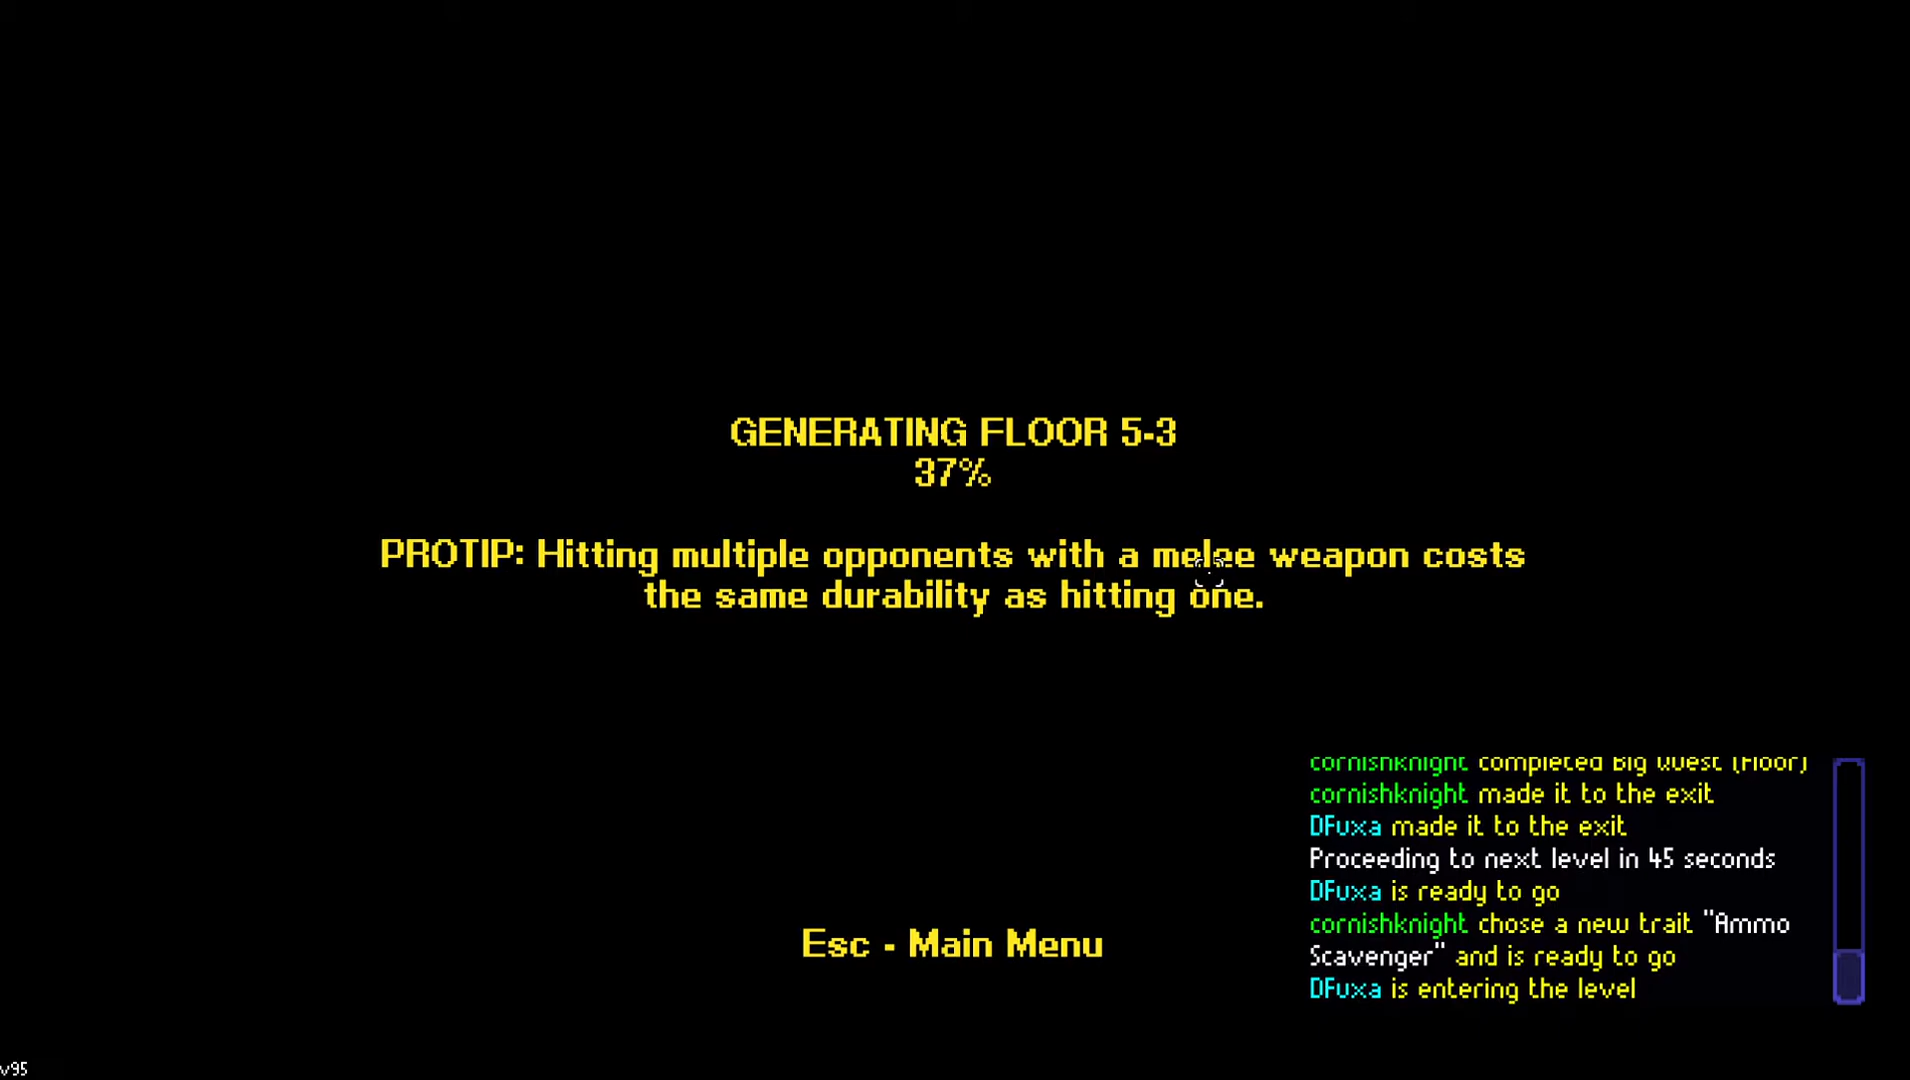 GENERATING FLOOR 5-3
37%
PROTIP: Hitting multiple opponents with a melee weapon costs
the same durability as hitting one.
cornishknight completed Big Quest (Floor)
cornishknight made it to the exit
DFuxa made it to the exit
Proceeding to next level in 45 seconds
DFuxa is ready to go
cornishknight chose a new trait "Ammo
Scavenger" and is ready to go
DFuxa is entering the level
Esc - Main Menu
v95